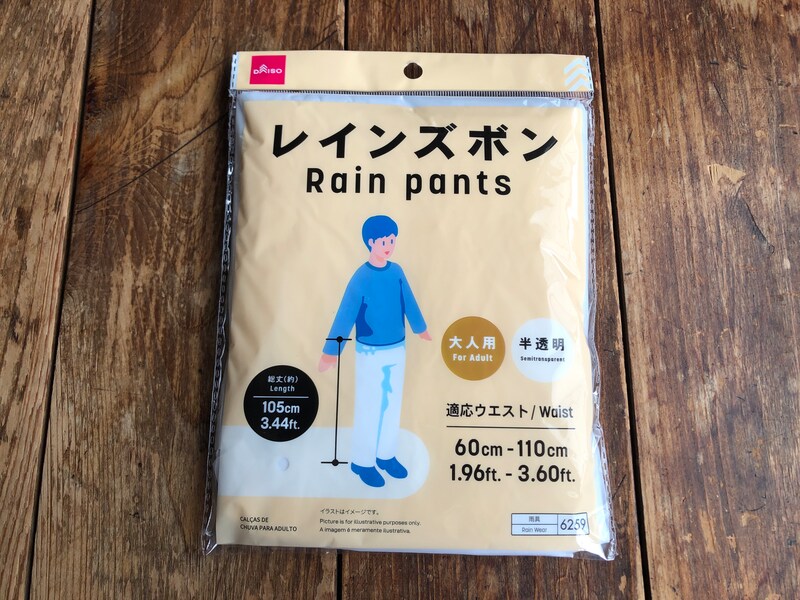 DAISO
レインズボン
Rain pants
大人用
For Adult
半透明
Semitransparent
総丈(約)
Length
105cm
3.44ft.
適応ウエスト/Waist
60cm-110cm
1.96ft.-3.60ft.
イラストはイメージです。
Picture is for illustrative purposes only.
A imagem é meramente ilustrativa.
CALÇAS DE
CHUVA PARA ADULTO
雨具
Rain Wear
6259